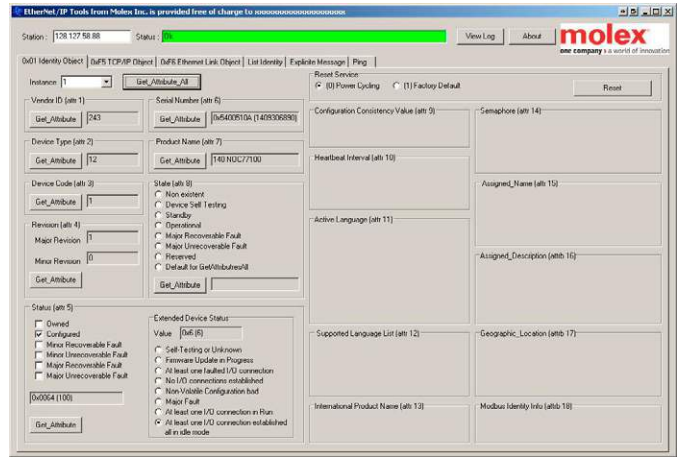 EtherNet/IP Tools from Molex Inc. is provided free of charge to xxxxxxxxxxxxxxxxxxxx
Station : 128.127.58.88 Status : Ok View Log About molex
one company › a world of innovation
0x01 Identity Object 0xF5 TCP/IP Object 0xF6 Ethernet Link Object List Identity Explicite Message Ping
Instance 1 Get_Attribute_All
Reset Service
(0) Power Cycling (1) Factory Default Reset
Vendor ID (attr 1)
Get_Attribute 243
Serial Number (attr 6)
Get_Attribute 0x5400510A (1409306890)
Device Type (attr 2)
Get_Attribute 12
Product Name (attr 7)
Get_Attribute 140 NOC77100
Device Code (attr 3)
Get_Attribute 1
Revision (attr 4)
Major Revision 1
Minor Revision 0
Get_Attribute
State (attr 8)
Non existent
Device Self Testing
Standby
Operational
Major Recoverable Fault
Major Unrecoverable Fault
Reserved
Default for GetAttributresAll
Get_Attribute
Status (attr 5)
Owned
Configured
Minor Recoverable Fault
Minor Unrecoverable Fault
Major Recoverable Fault
Major Unrecoverable Fault
0x0064 (100)
Get_Attribute
Extended Device Status
Value 0x6 (6)
Self-Testing or Unknown
Firmware Update in Progress
At least one faulted I/O connection
No I/O connections established
Non-Volatile Configuration bad
Major Fault
At least one I/O connection in Run
At least one I/O connection established
all in idle mode
Configuration Consistency Value (attr 9)
Heartbeat Interval (attr 10)
Active Language (attr 11)
Supported Language List (attr 12)
International Product Name (attr 13)
Semaphore (attr 14)
Assigned_Name (attr 15)
Assigned_Description (attrib 16)
Geographic_Location (attrib 17)
Modbus Identity Info (attrib 18)